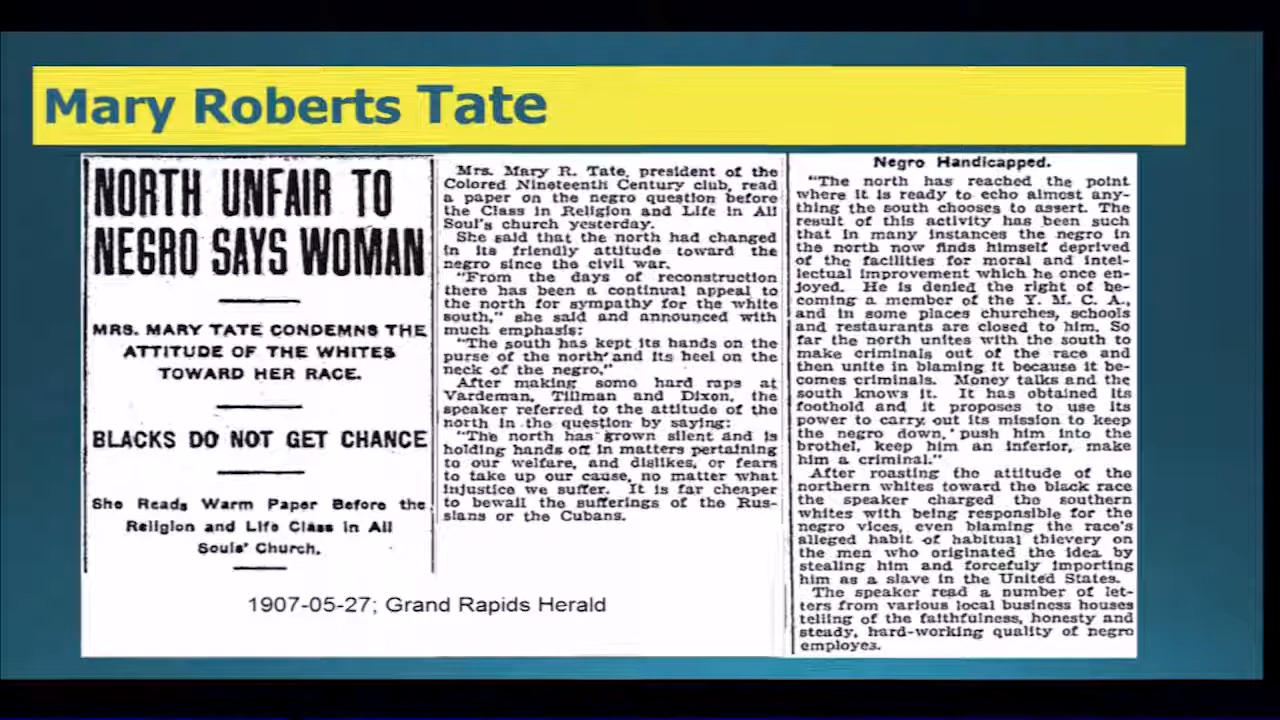 Mary Roberts Tate
NORTH UNFAIR TO
NEGRO SAYS WOMAN
MRS. MARY TATE CONDEMNS THE
ATTITUDE OF THE WHITES
TOWARD HER RACE.
BLACKS DO NOT GET CHANCE
She Reads Warm Paper Before the
Religion and Life Class in All
Souls' Church.
Mrs. Mary R. Tate, president of the
Colored Nineteenth Century club, read
a paper on the negro question before
the Class in Religion and Life in All
Soul's church yesterday.
She said that the north had changed
in its friendly attitude toward the
negro since the civil war.
"From the days of reconstruction
there has been a continual appeal to
the north for sympathy for the white
south," she said and announced with
much emphasis:
"The south has kept its hands on the
purse of the north and its heel on the
neck of the negro."
After making some hard raps at
Vardeman, Tillman and Dixon, the
speaker referred to the attitude of the
north in the question by saying:
"The north has grown silent and is
holding hands off in matters pertaining
to our welfare, and dislikes, or fears
to take up our cause, no matter what
injustice we suffer. It is far cheaper
to bewail the sufferings of the Rus-
sians or the Cubans.
1907-05-27; Grand Rapids Herald
Negro Handicapped.
"The north has reached the point
where it is ready to echo almost any-
thing the south chooses to assert. The
result of this activity has been such
that in many instances the negro in
the north now finds himself deprived
of the facilities for moral and intel-
lectual improvement which he once en-
joyed. He is denied the right of be-
coming a member of the Y. M. C. A.,
and in some places churches, schools
and restaurants are closed to him. So
far the north unites with the south to
make criminals out of the race and
then unite in blaming it because it be-
comes criminals. Money talks and the
south knows it. It has obtained its
foothold and it proposes to use its
power to carry out its mission to keep
the negro down, push him into the
brothel, keep him an inferior, make
him a criminal."
After roasting the attitude of the
northern whites toward the black race
the speaker charged the southern
whites with being responsible for the
negro vices, even blaming the race's
alleged habit of habitual thievery on
the men who originated the idea by
stealing him and forcefuly importing
him as a slave in the United States.
The speaker read a number of let-
ters from various local business houses
telling of the faithfulness, honesty and
steady, hard-working quality of negro
employes.